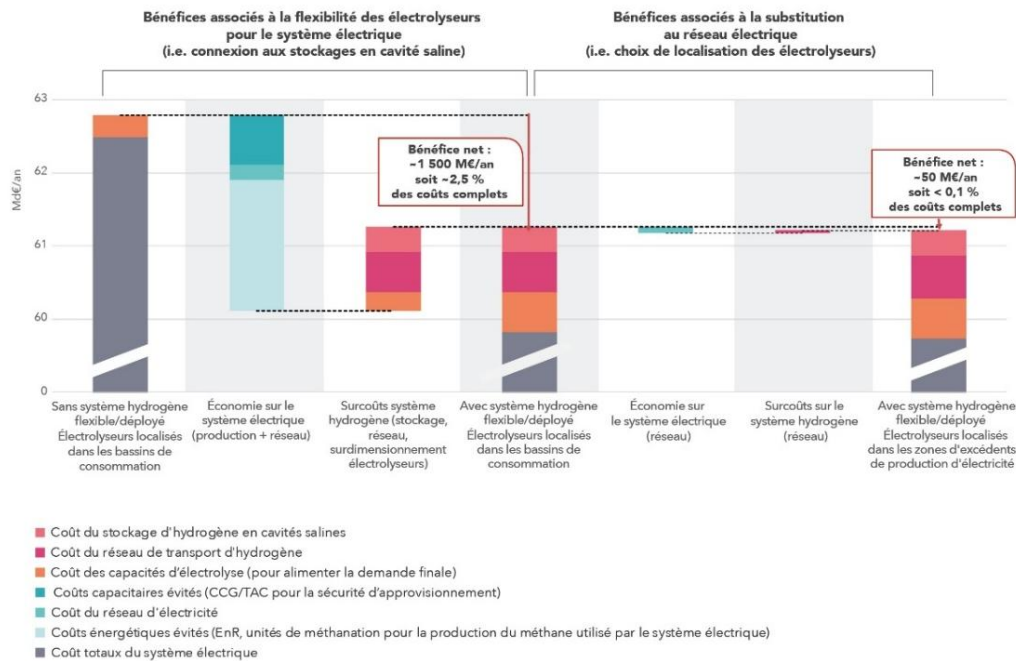 Bénéfices associés à la flexibilité des électrolyseurs
pour le système électrique
(i.e. connexion aux stockages en cavité saline)
Bénéfices associés à la substitution
au réseau électrique
(i.e. choix de localisation des électrolyseurs)
Md€/an
63
62
61
60
0
Bénéfice net :
~1 500 M€/an
soit ~2,5 %
des coûts complets
Bénéfice net :
~50 M€/an
soit < 0,1 %
des coûts complets
Sans système hydrogène
flexible/déployé
Électrolyseurs localisés
dans les bassins de
consommation
Économie sur le
système électrique
(production + réseau)
Surcoûts système
hydrogène (stockage,
réseau,
surdimensionnement
électrolyseurs)
Avec système hydrogène
flexible/déployé
Électrolyseurs localisés
dans les bassins de
consommation
Économie sur
le système électrique
(réseau)
Surcoûts sur le
système hydrogène
(réseau)
Avec système hydrogène
flexible/déployé
Électrolyseurs localisés
dans les zones d'excédents
de production d'électricité
Coût du stockage d'hydrogène en cavités salines
Coût du réseau de transport d'hydrogène
Coût des capacités d'électrolyse (pour alimenter la demande finale)
Coûts capacitaires évités (CCG/TAC pour la sécurité d'approvisionnement)
Coût du réseau d'électricité
Coûts énergétiques évités (EnR, unités de méthanation pour la production du méthane utilisé par le système électrique)
Coût totaux du système électrique